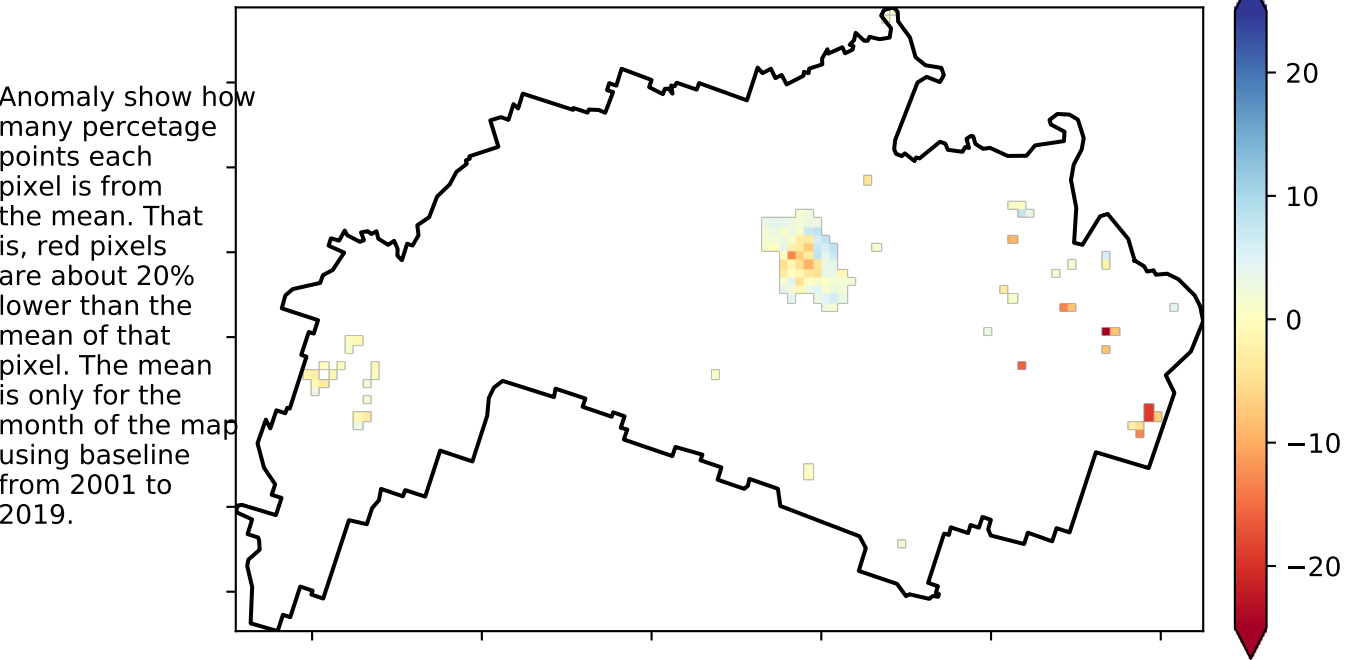 Anomaly show how
many percetage
points each
pixel is from
the mean. That
is, red pixels
are about 20%
lower than the
mean of that
pixel. The mean
is only for the
month of the map
using baseline
from 2001 to
2019.
20
10
0
−10
−20